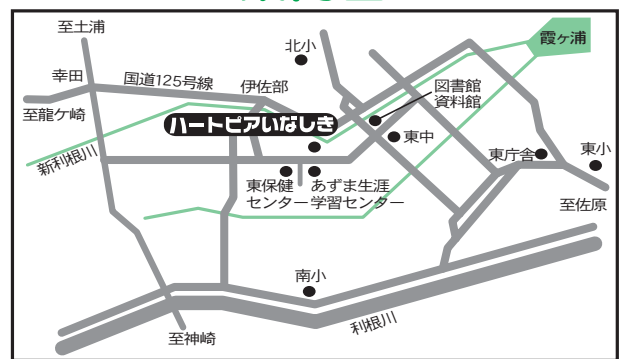 至土浦
北小
霞ヶ浦
幸田
国道125号線
伊佐部
図書館
資料館
至龍ケ崎
ハートピアいなしき
東中
新利根川
東庁舎
東小
東保健
センター
あずま生涯
学習センター
至佐原
南小
利根川
至神崎